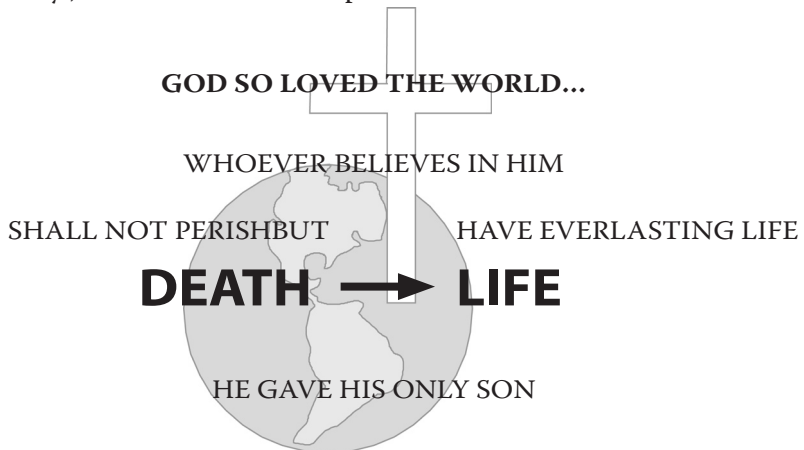 GOD SO LOVED THE WORLD...
WHOEVER BELIEVES IN HIM
SHALL NOT PERISHBUT HAVE EVERLASTING LIFE
DEATH LIFE
HE GAVE HIS ONLY SON